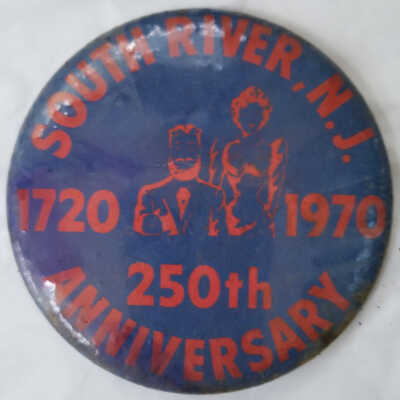 SOUTH RIVER, N.J.
1720 1970
250th
ANNIVERSARY